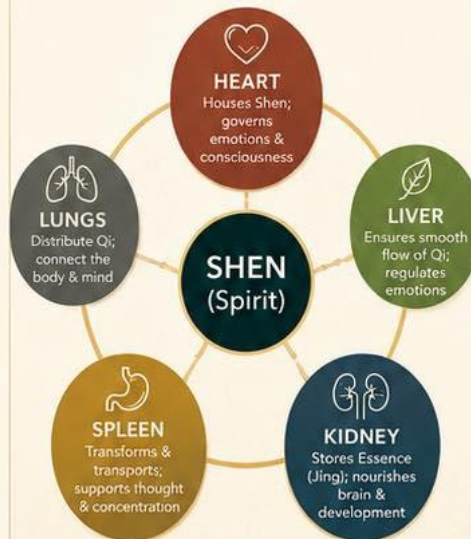 HEART
Houses Shen;
governs
emotions &
consciousness
LUNGS
Distribute Qi;
connect the
body & mind
SHEN
(Spirit)
LIVER
Ensures smooth
flow of Qi;
regulates
emotions
SPLEEN
Transforms &
transports;
supports thought
& concentration
KIDNEY
Stores Essence
(Jing); nourishes
brain &
development